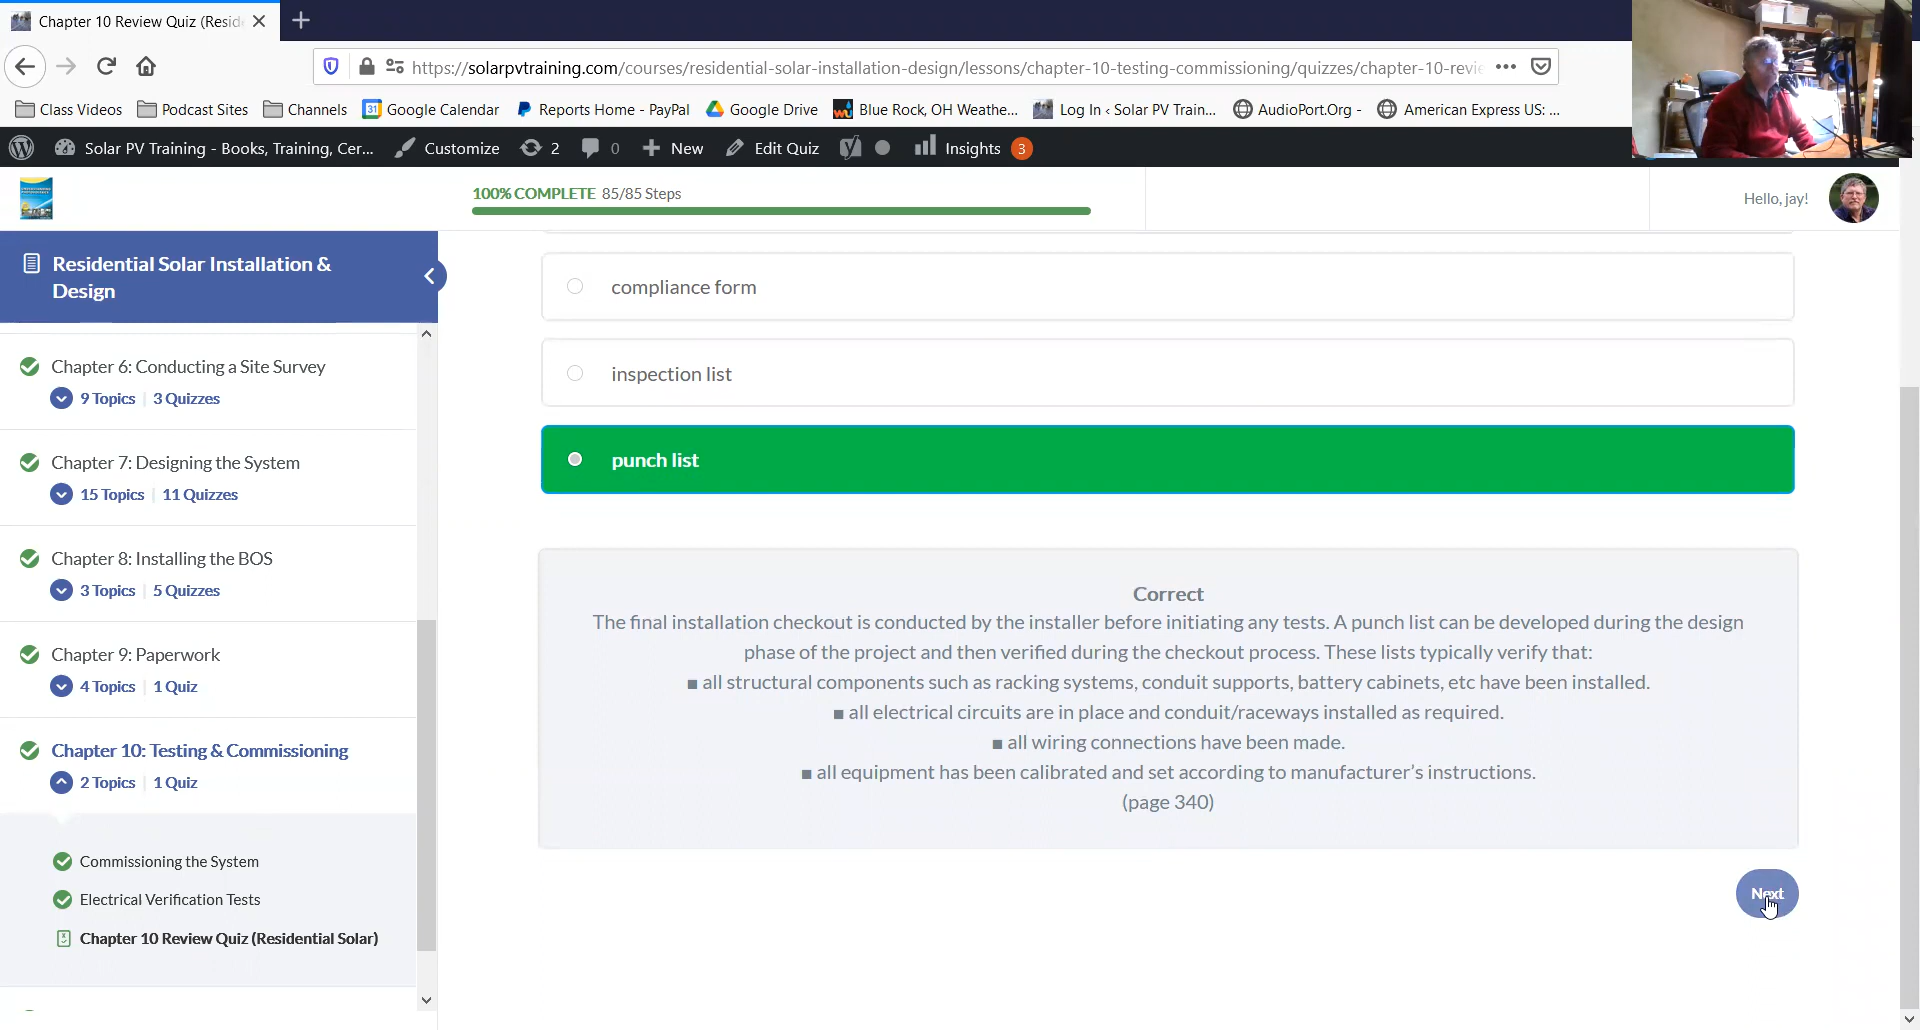 Chapter 10 Review Quiz (Resid
https://solarpvtraining.com/courses/residential-solar-installation-design/lessons/chapter-10-testing-commissioning/quizzes/chapter-10-revie
Class Videos Podcast Sites Channels 31 Google Calendar Reports Home - PayPal Google Drive Blue Rock, OH Weathe... Log In ‹ Solar PV Train... AudioPort.Org - American Express US: ...
Solar PV Training - Books, Training, Cer... Customize 2 0 New Edit Quiz Insights 3
100% COMPLETE 85/85 Steps
Hello, jay!
Residential Solar Installation &
Design
Chapter 6: Conducting a Site Survey
9 Topics | 3 Quizzes
Chapter 7: Designing the System
15 Topics | 11 Quizzes
Chapter 8: Installing the BOS
3 Topics | 5 Quizzes
Chapter 9: Paperwork
4 Topics | 1 Quiz
Chapter 10: Testing & Commissioning
2 Topics | 1 Quiz
Commissioning the System
Electrical Verification Tests
Chapter 10 Review Quiz (Residential Solar)
compliance form
inspection list
punch list
Correct
The final installation checkout is conducted by the installer before initiating any tests. A punch list can be developed during the design
phase of the project and then verified during the checkout process. These lists typically verify that:
■ all structural components such as racking systems, conduit supports, battery cabinets, etc have been installed.
■ all electrical circuits are in place and conduit/raceways installed as required.
■ all wiring connections have been made.
■ all equipment has been calibrated and set according to manufacturer’s instructions.
(page 340)
Next